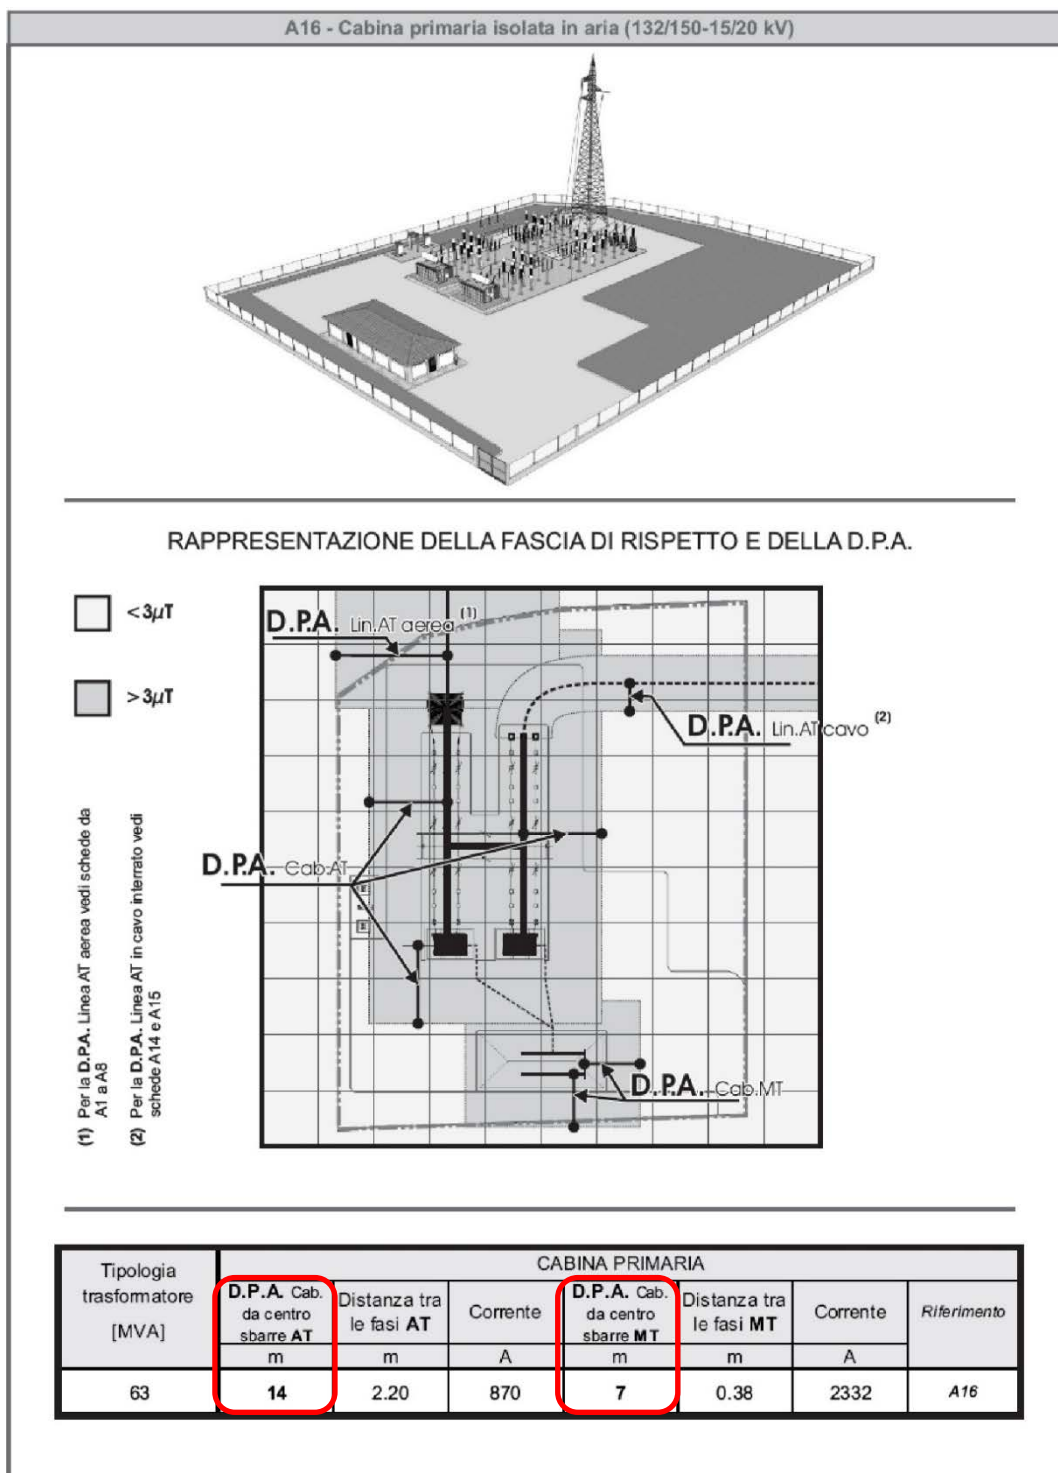 A16 - Cabina primaria isolata in aria (132/150-15/20 kV)
RAPPRESENTAZIONE DELLA FASCIA DI RISPETTO E DELLA D.P.A.
<3μT
>3μT
D.P.A. Lin.AT aerea (1)
D.P.A. Lin.AT cavo (2)
D.P.A. Cab.AT
D.P.A. Cab.MT
(1) Per la D.P.A. Linea AT aerea vedi schede da
A1 a A8
(2) Per la D.P.A. Linea AT in cavo interrato vedi
schede A14 e A15
CABINA PRIMARIA
Tipologia
trasformatore
[MVA]
D.P.A. Cab.
da centro
sbarre AT
Distanza tra
le fasi AT
Corrente
D.P.A. Cab.
da centro
sbarre MT
Distanza tra
le fasi MT
Corrente
Riferimento
m m A m m A
63 14 2.20 870 7 0.38 2332 A16